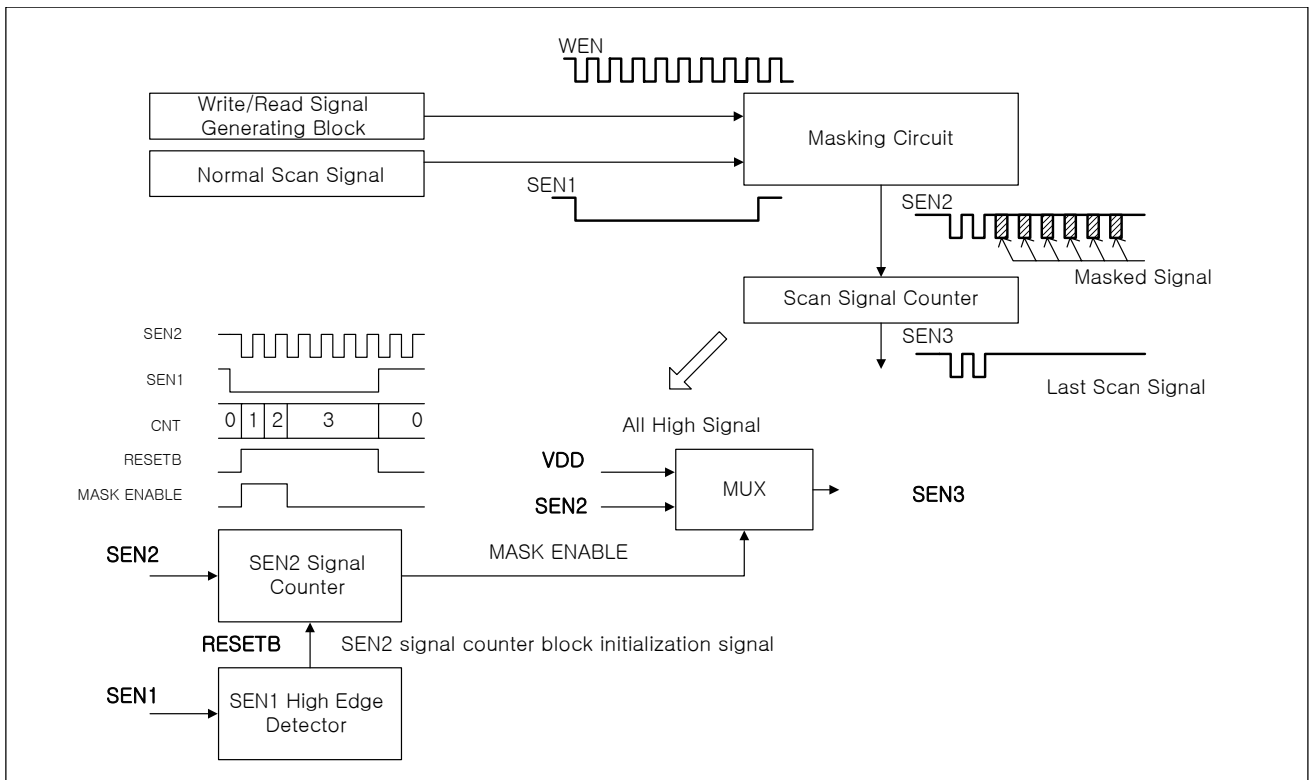 WEN
Write/Read Signal
Generating Block
Masking Circuit
Normal Scan Signal
SEN1
SEN2
Masked Signal
Scan Signal Counter
SEN3
Last Scan Signal
SEN2
SEN1
CNT
0 1 2 3 0
RESETB
MASK ENABLE
All High Signal
VDD
SEN2
MUX
SEN3
SEN2
SEN2 Signal
Counter
MASK ENABLE
RESETB
SEN2 signal counter block initialization signal
SEN1
SEN1 High Edge
Detector